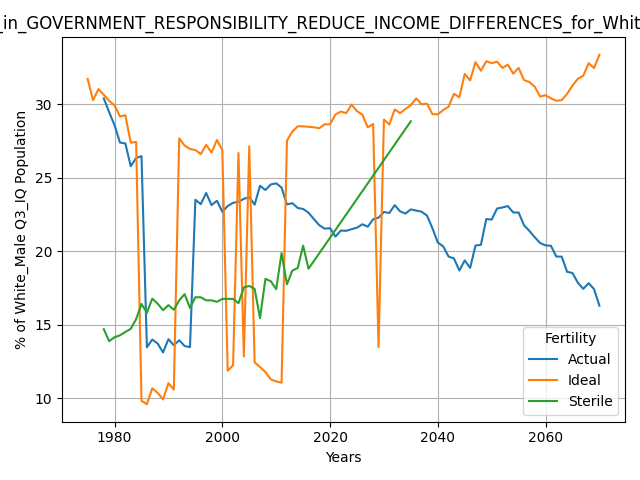 _in_GOVERNMENT_RESPONSIBILITY_REDUCE_INCOME_DIFFERENCES_for_Whit
% of White_Male Q3_IQ Population
30
25
20
15
10
1980
2000
2020
2040
2060
Years
Fertility
Actual
Ideal
Sterile